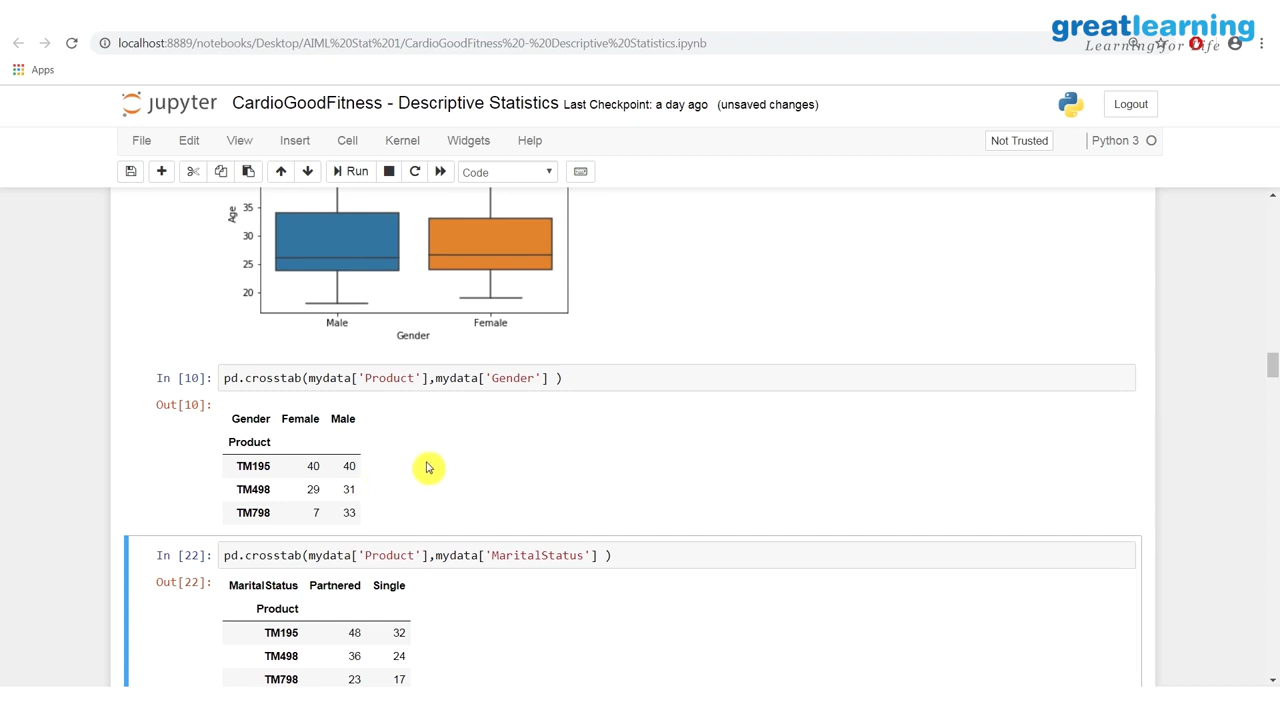 greatlearning
Learning for Life
localhost:8889/notebooks/Desktop/AIML%20Stat%201/CardioGoodFitness%20-%20Descriptive%20Statistics.ipynb
Apps
jupyter CardioGoodFitness - Descriptive Statistics Last Checkpoint: a day ago (unsaved changes) Logout
File Edit View Insert Cell Kernel Widgets Help Not Trusted Python 3
Run Code
Age
35
30
25
20
Male Female
Gender
In [10]: pd.crosstab(mydata['Product'],mydata['Gender'] )
Out[10]:
Gender Female Male
Product
TM195 40 40
TM498 29 31
TM798 7 33
In [22]: pd.crosstab(mydata['Product'],mydata['MaritalStatus'] )
Out[22]:
MaritalStatus Partnered Single
Product
TM195 48 32
TM498 36 24
TM798 23 17